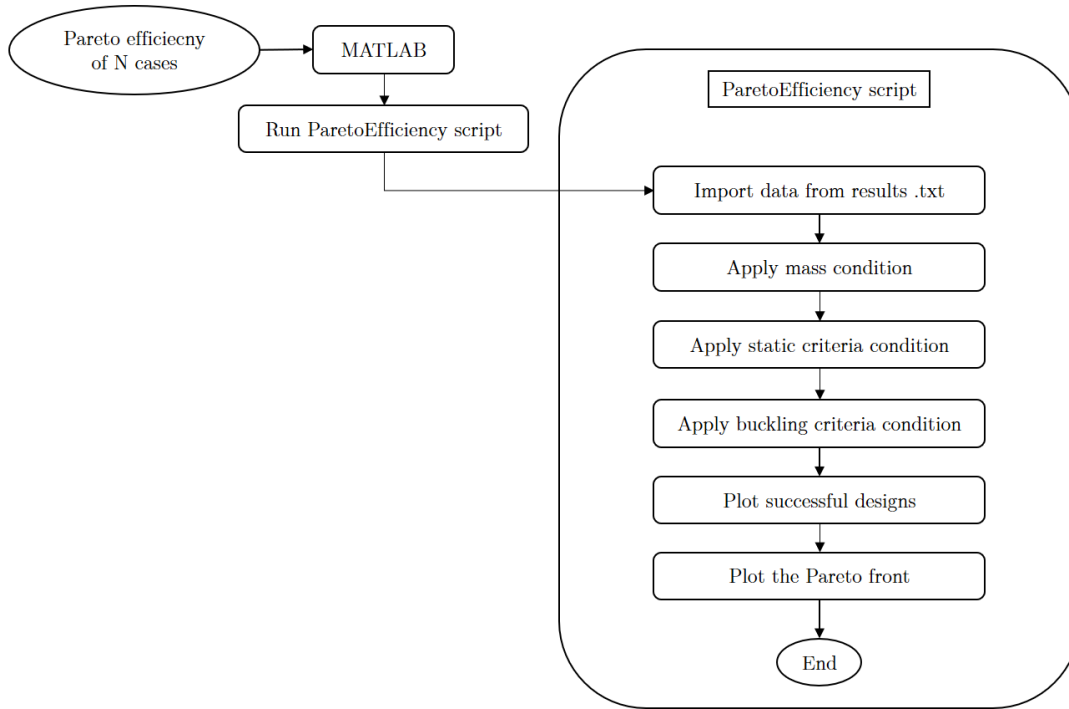 Pareto efficiecny
of N cases
MATLAB
Run ParetoEfficiency script
ParetoEfficiency script
Import data from results .txt
Apply mass condition
Apply static criteria condition
Apply buckling criteria condition
Plot successful designs
Plot the Pareto front
End